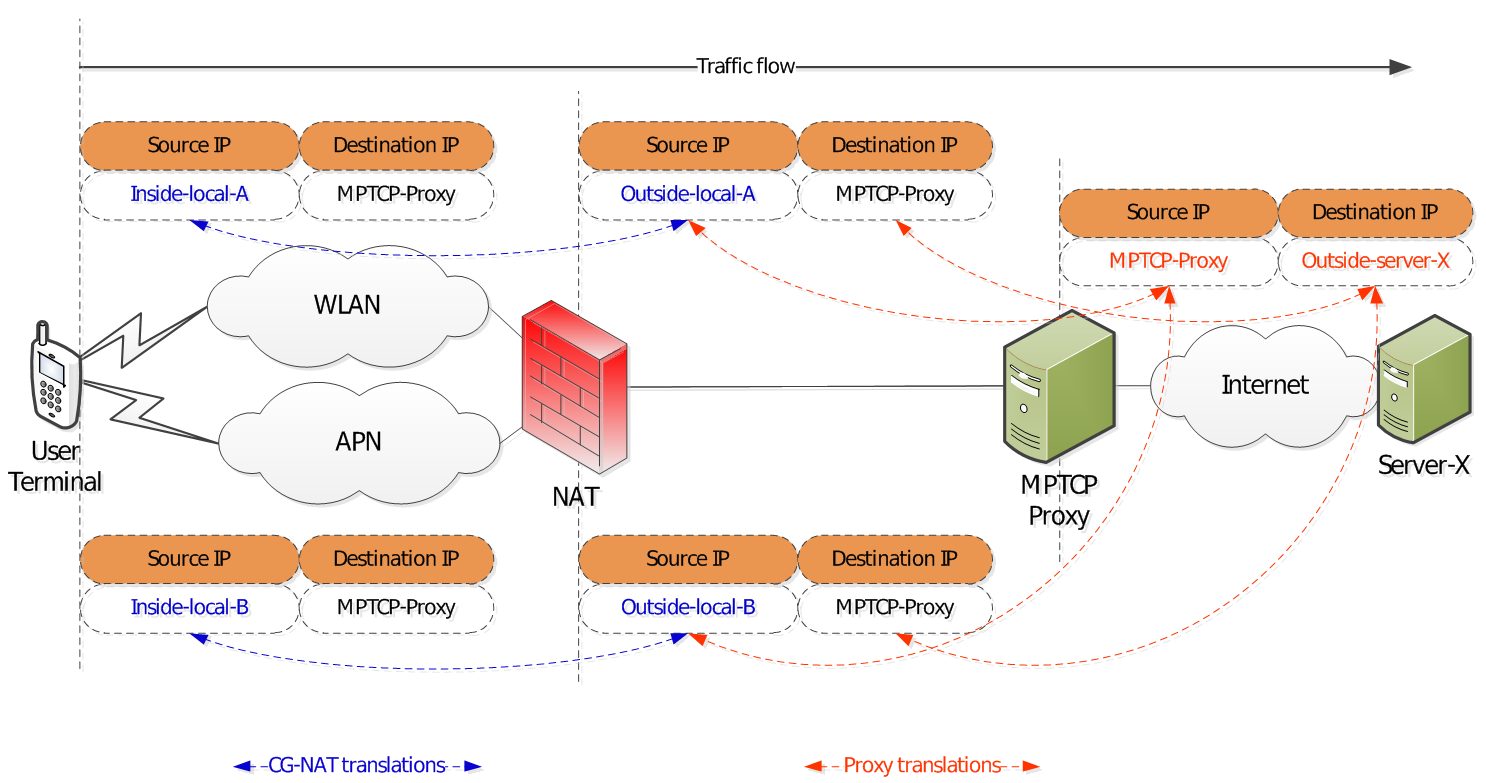 Traffic flow
Source IP Destination IP
Inside-local-A MPTCP-Proxy
Source IP Destination IP
Outside-local-A MPTCP-Proxy
Source IP Destination IP
MPTCP-Proxy Outside-server-X
WLAN
APN
Internet
User
Terminal
NAT
MPTCP
Proxy
Server-X
Source IP Destination IP
Inside-local-B MPTCP-Proxy
Source IP Destination IP
Outside-local-B MPTCP-Proxy
CG-NAT translations
Proxy translations